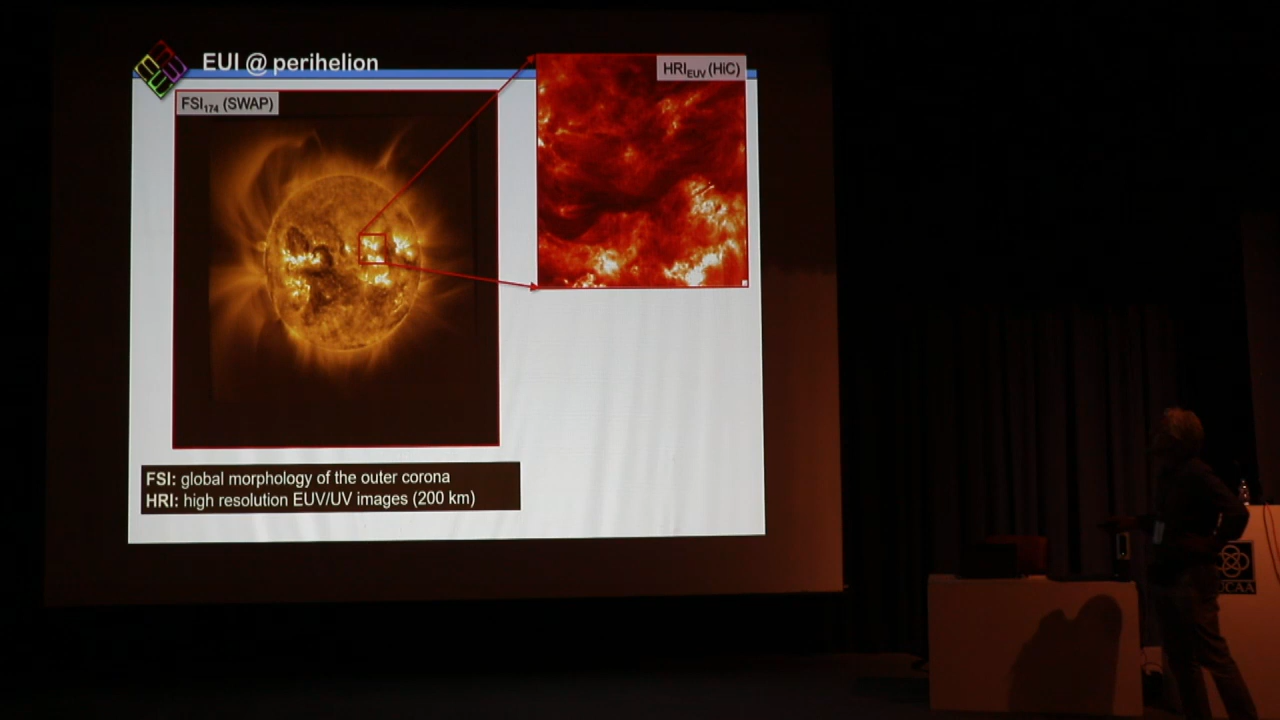 EUI @ perihelion
FSI174 (SWAP)
HRIEUV (HiC)
FSI: global morphology of the outer corona
HRI: high resolution EUV/UV images (200 km)